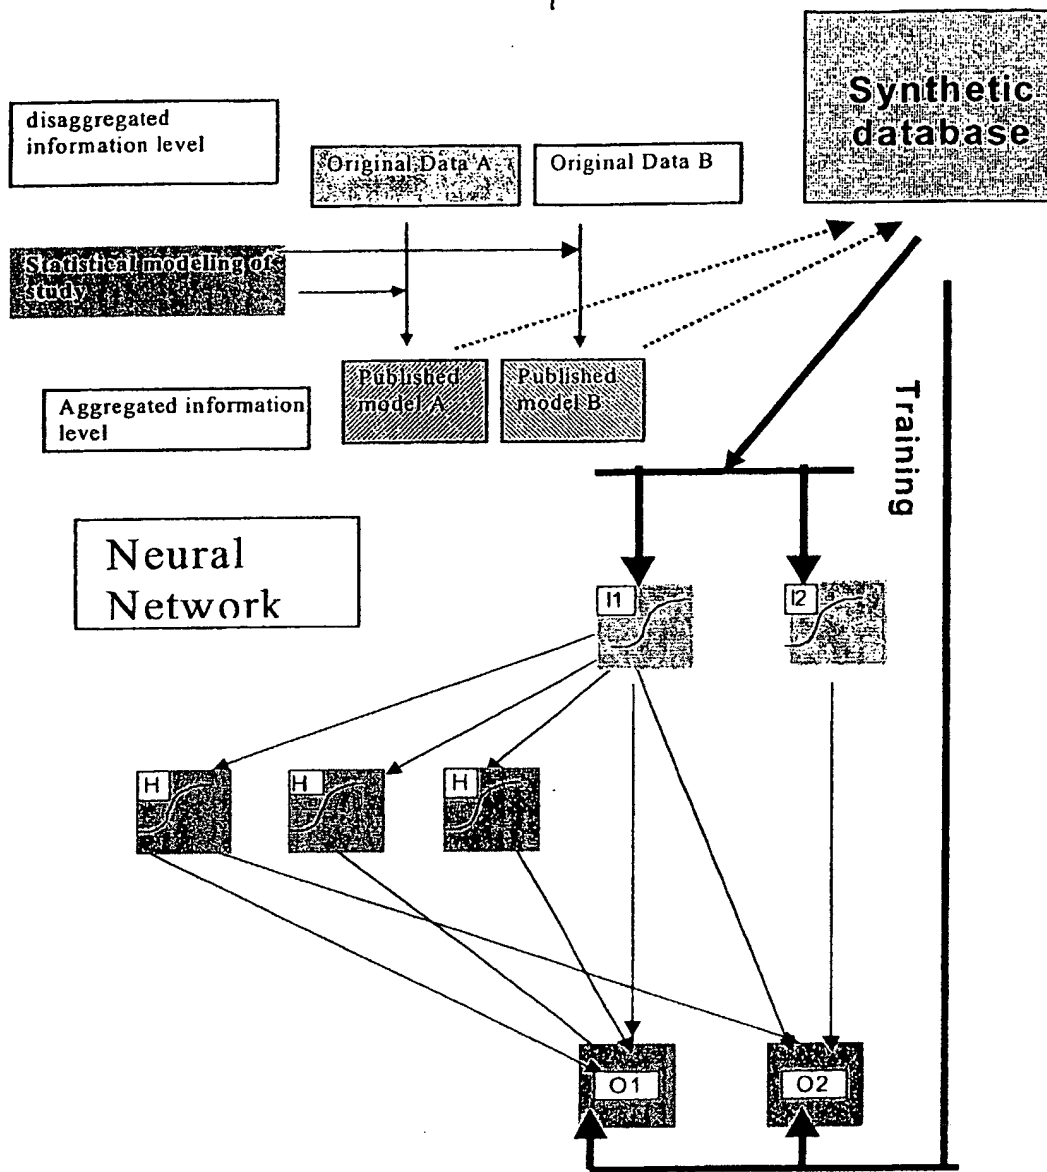 Synthetic
database
disaggregated
information level
Original Data A
Original Data B
Statistical modeling of
study
Published
model A
Published
model B
Aggregated information
level
Training
Neural
Network
I1
I2
H
H
H
O1
O2